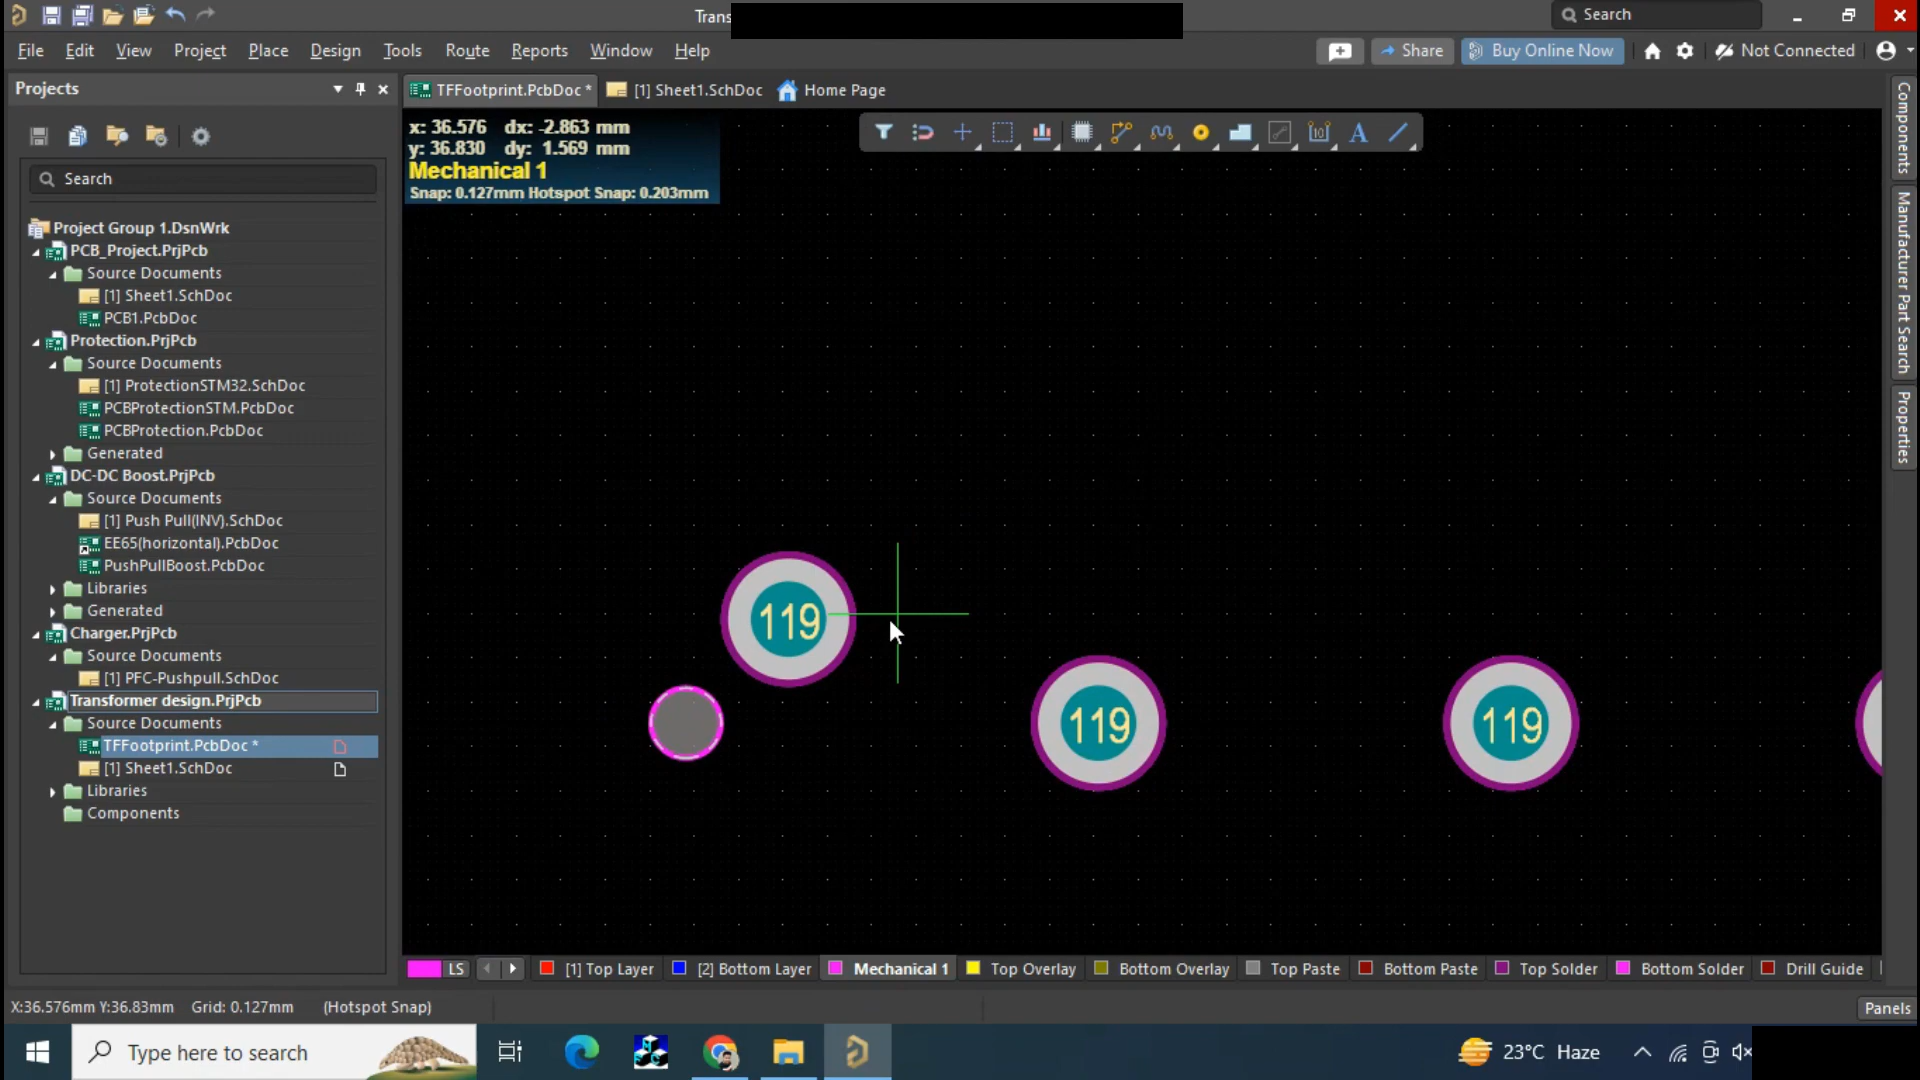 Trans
Search
File Edit View Project Place Design Tools Route Reports Window Help
Share Buy Online Now Not Connected
Projects
TFFootprint.PcbDoc * [1] Sheet1.SchDoc Home Page
x: 36.576 dx: -2.863 mm
y: 36.830 dy: 1.569 mm
Mechanical 1
Snap: 0.127mm Hotspot Snap: 0.203mm
Search
Project Group 1.DsnWrk
PCB_Project.PrjPcb
Source Documents
[1] Sheet1.SchDoc
PCB1.PcbDoc
Protection.PrjPcb
Source Documents
[1] ProtectionSTM32.SchDoc
PCBProtectionSTM.PcbDoc
PCBProtection.PcbDoc
Generated
DC-DC Boost.PrjPcb
Source Documents
[1] Push Pull(INV).SchDoc
EE65(horizontal).PcbDoc
PushPullBoost.PcbDoc
Libraries
Generated
Charger.PrjPcb
Source Documents
[1] PFC-Pushpull.SchDoc
Transformer design.PrjPcb
Source Documents
TFFootprint.PcbDoc *
[1] Sheet1.SchDoc
Libraries
Components
119
119
119
Components
Manufacturer Part Search
Properties
LS [1] Top Layer [2] Bottom Layer Mechanical 1 Top Overlay Bottom Overlay Top Paste Bottom Paste Top Solder Bottom Solder Drill Guide
X:36.576mm Y:36.83mm Grid: 0.127mm (Hotspot Snap) Panels
Type here to search 23°C Haze